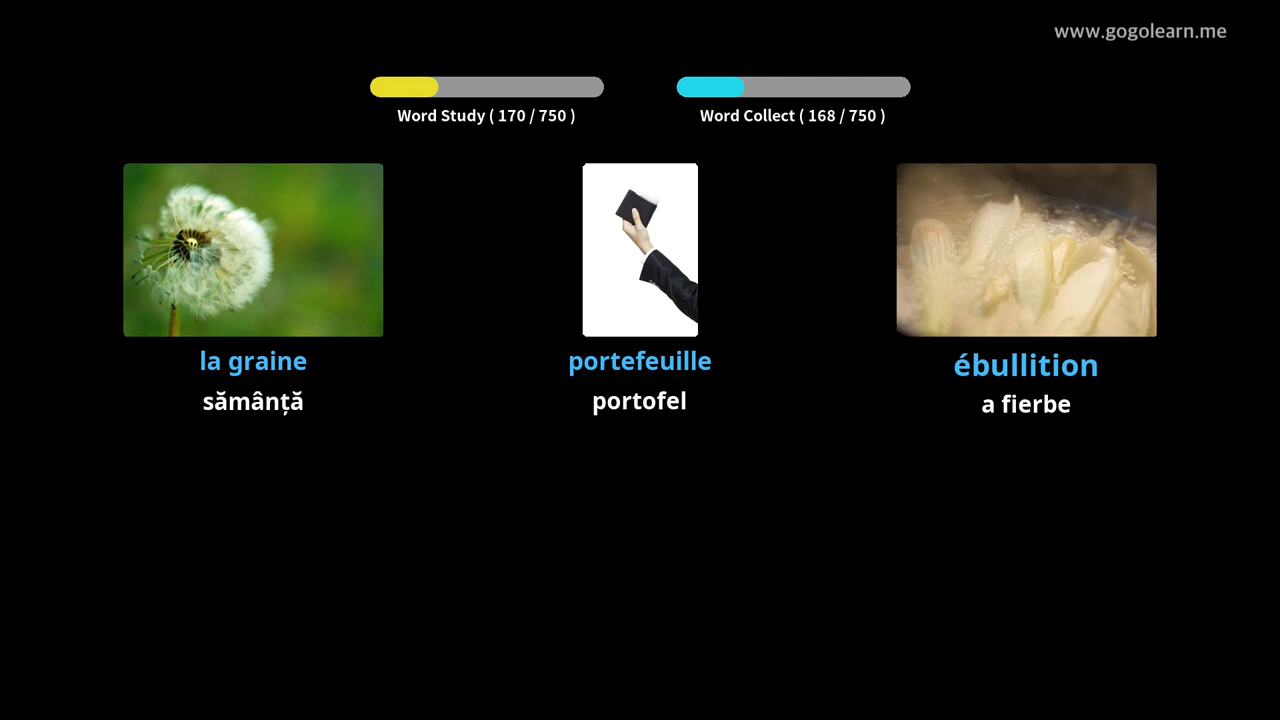 www.gogolearn.me
Word Study ( 170 / 750 )
Word Collect ( 168 / 750 )
la graine
portefeuille
ébullition
sămânță
portofel
a fierbe